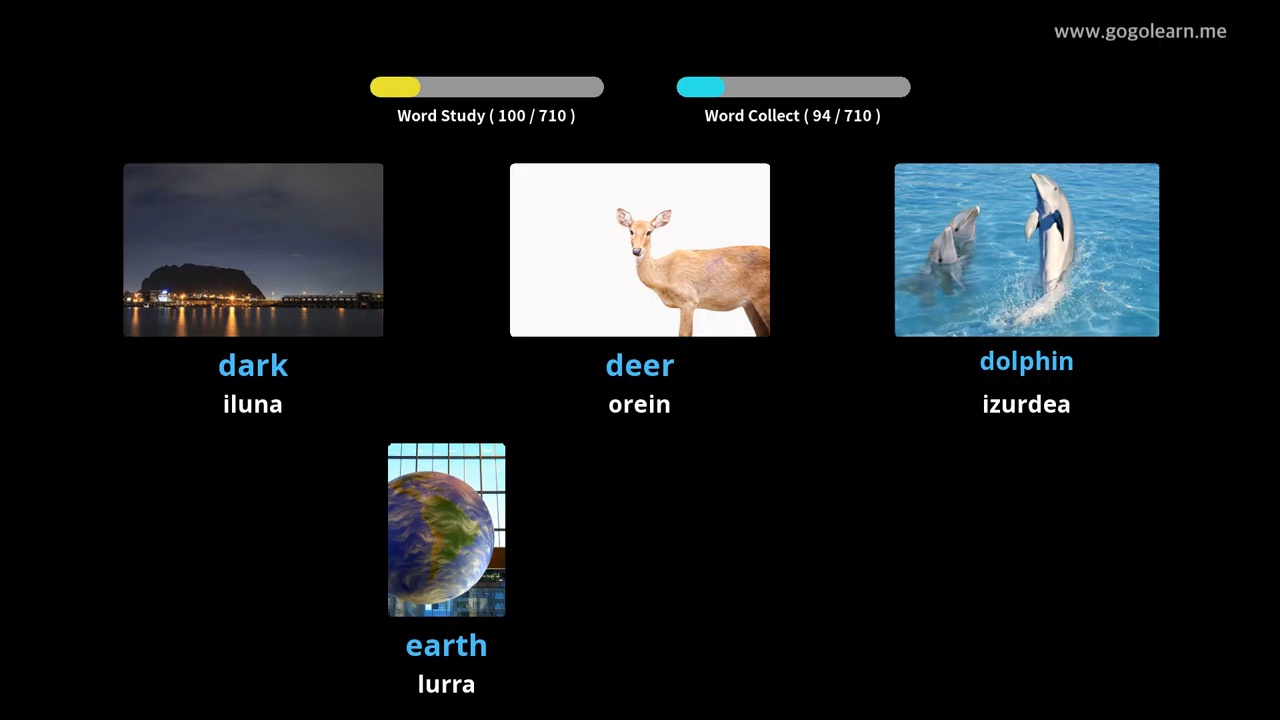 www.gogolearn.me
Word Study ( 100 / 710 )
Word Collect ( 94 / 710 )
dark
iluna
deer
orein
dolphin
izurdea
earth
lurra